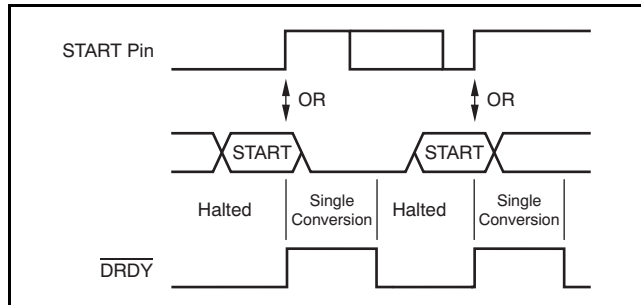 START Pin
OR
OR
START
START
Halted
Single
Conversion
Halted
Single
Conversion
DRDY